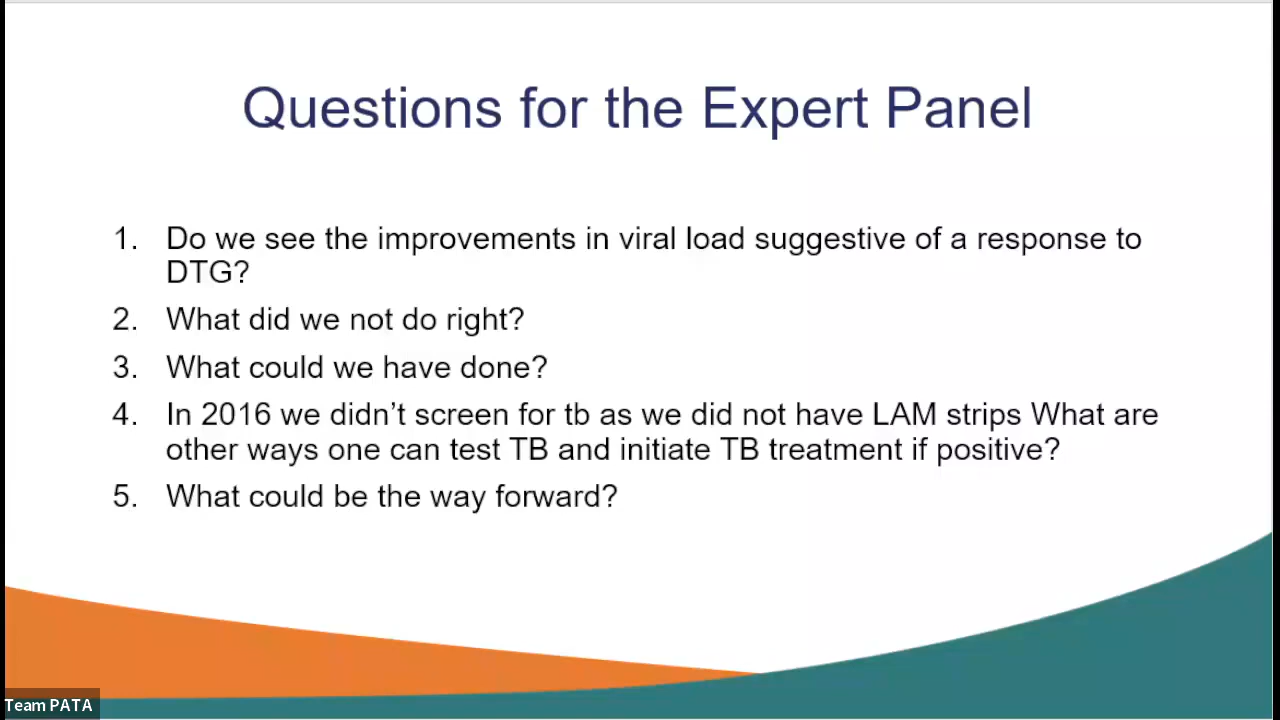 Questions for the Expert Panel
1. Do we see the improvements in viral load suggestive of a response to
DTG?
2. What did we not do right?
3. What could we have done?
4. In 2016 we didn’t screen for tb as we did not have LAM strips What are
other ways one can test TB and initiate TB treatment if positive?
5. What could be the way forward?
Team PATA